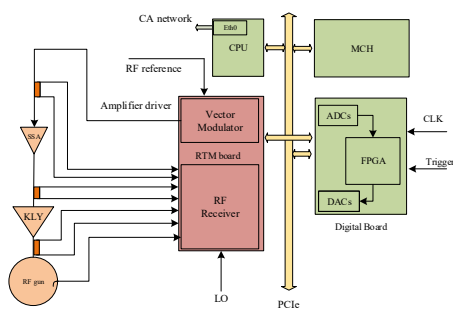 CA network
Eth0
CPU
MCH
RF reference
Amplifier driver
Vector
Modulator
ADCs
CLK
SSA
RTM board
FPGA
Trigger
RF
Receiver
KLY
DACs
Digital Board
RF gun
LO
PCIe